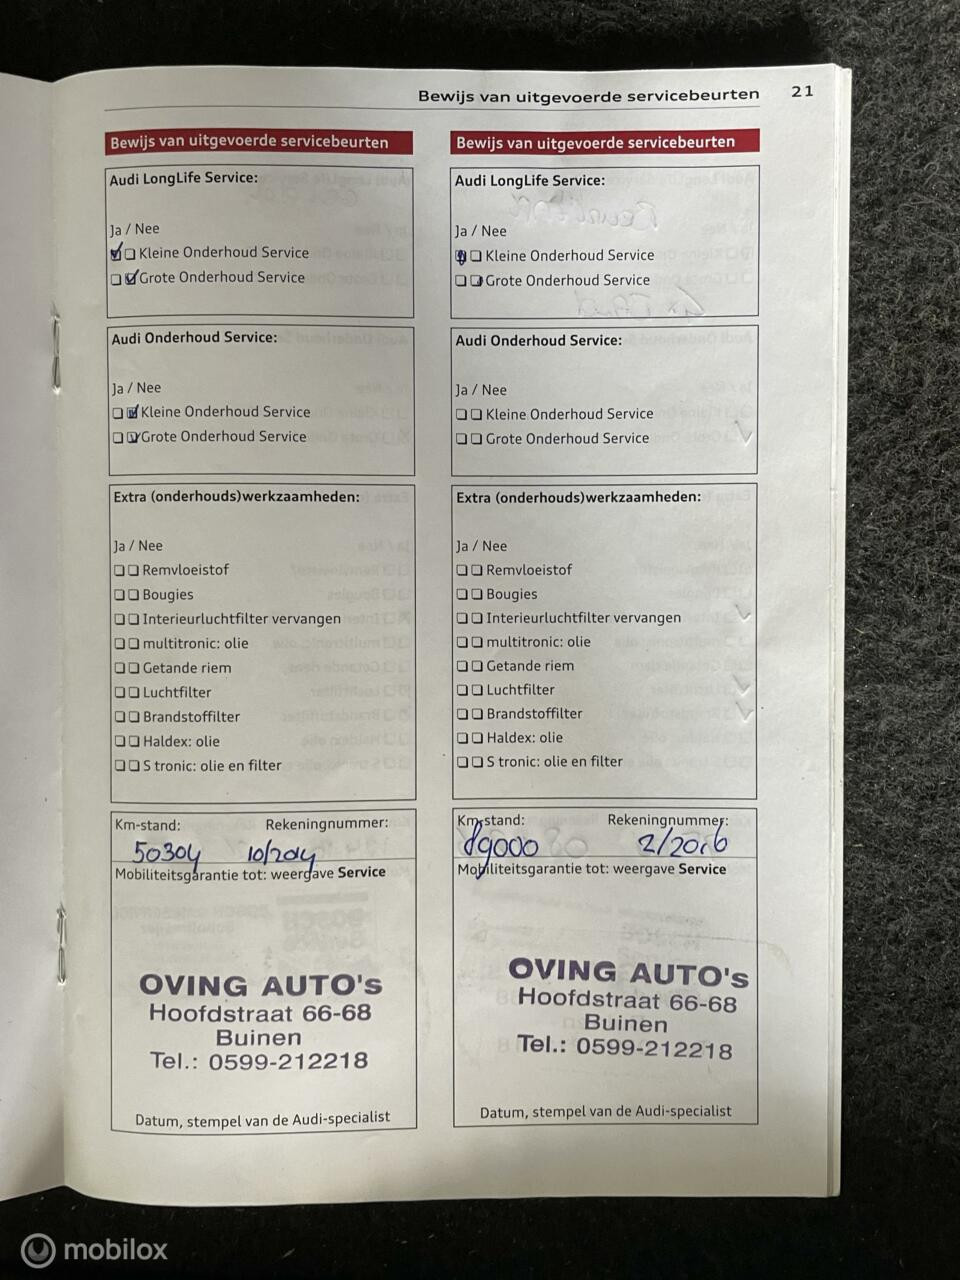 Bewijs van uitgevoerde servicebeurten 21
Bewijs van uitgevoerde servicebeurten
Audi LongLife Service:
Ja / Nee
Kleine Onderhoud Service
Grote Onderhoud Service
Audi Onderhoud Service:
Ja / Nee
Kleine Onderhoud Service
Grote Onderhoud Service
Extra (onderhouds)werkzaamheden:
Ja / Nee
Remvloeistof
Bougies
Interieurluchtfilter vervangen
multitronic: olie
Getande riem
Luchtfilter
Brandstoffilter
Haldex: olie
S tronic: olie en filter
Km-stand: Rekeningnummer:
50304 10/2014
Mobiliteitsgarantie tot: weergave Service
OVING AUTO's
Hoofdstraat 66-68
Buinen
Tel.: 0599-212218
Datum, stempel van de Audi-specialist
Bewijs van uitgevoerde servicebeurten
Audi LongLife Service:
Ja / Nee
Kleine Onderhoud Service
Grote Onderhoud Service
Audi Onderhoud Service:
Ja / Nee
Kleine Onderhoud Service
Grote Onderhoud Service
Extra (onderhouds)werkzaamheden:
Ja / Nee
Remvloeistof
Bougies
Interieurluchtfilter vervangen
multitronic: olie
Getande riem
Luchtfilter
Brandstoffilter
Haldex: olie
S tronic: olie en filter
Km-stand: Rekeningnummer:
89000 2/2016
Mobiliteitsgarantie tot: weergave Service
OVING AUTO's
Hoofdstraat 66-68
Buinen
Tel.: 0599-212218
Datum, stempel van de Audi-specialist
mobilox